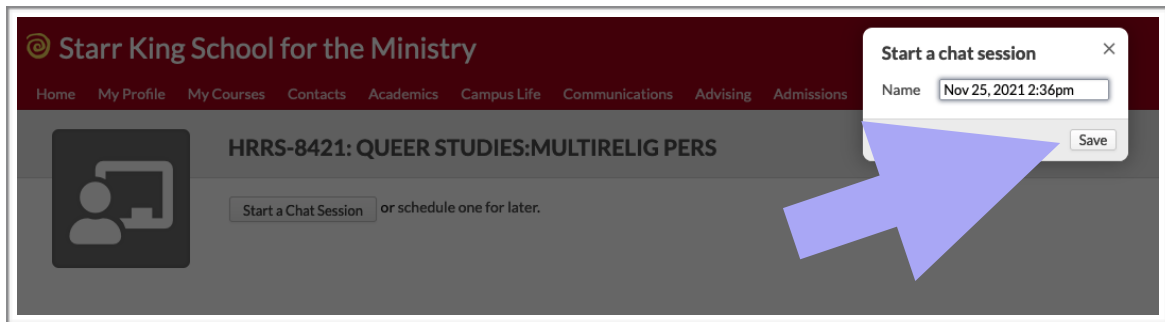 Starr King School for the Ministry
Home My Profile My Courses Contacts Academics Campus Life Communications Advising Admissions
HRRS-8421: QUEER STUDIES:MULTIRELIG PERS
Start a Chat Session or schedule one for later.
Start a chat session ×
Name Nov 25, 2021 2:36pm
Save